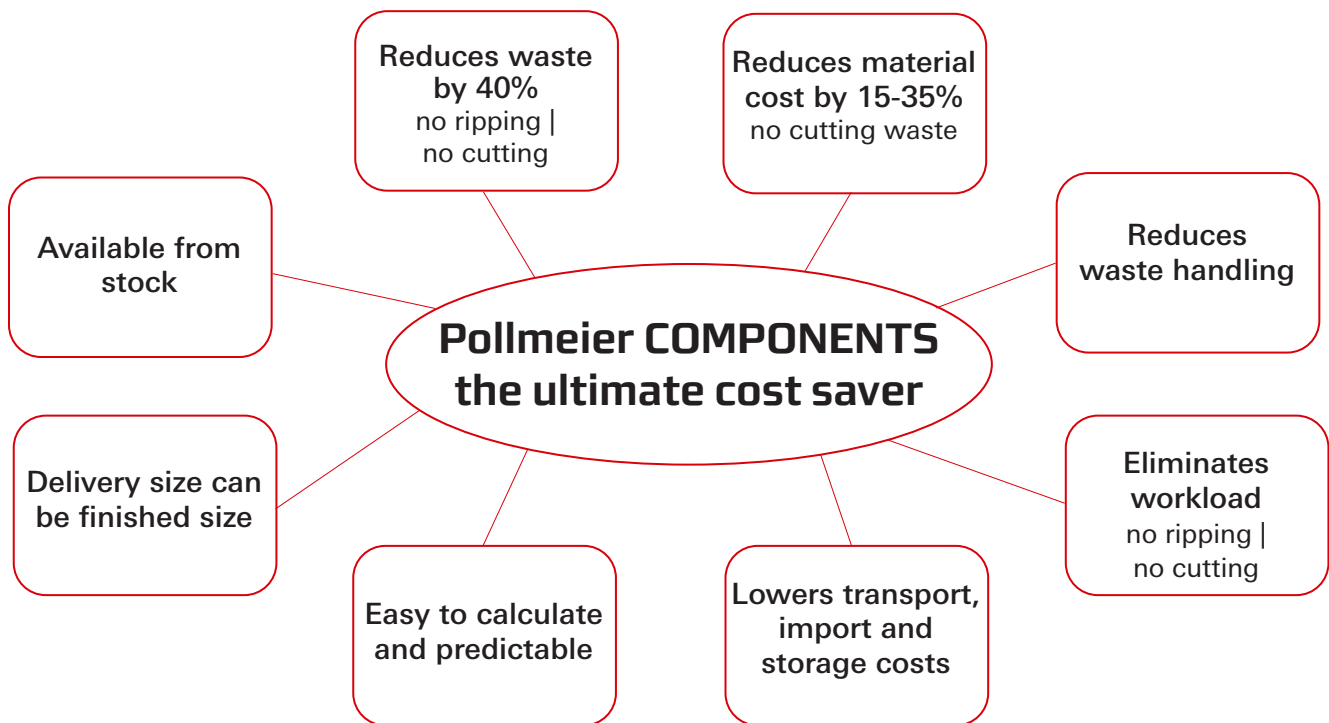 Reduces waste
by 40%
no ripping |
no cutting
Reduces material
cost by 15-35%
no cutting waste
Available from
stock
Reduces
waste handling
Pollmeier COMPONENTS
the ultimate cost saver
Delivery size can
be finished size
Eliminates
workload
no ripping |
no cutting
Easy to calculate
and predictable
Lowers transport,
import and
storage costs